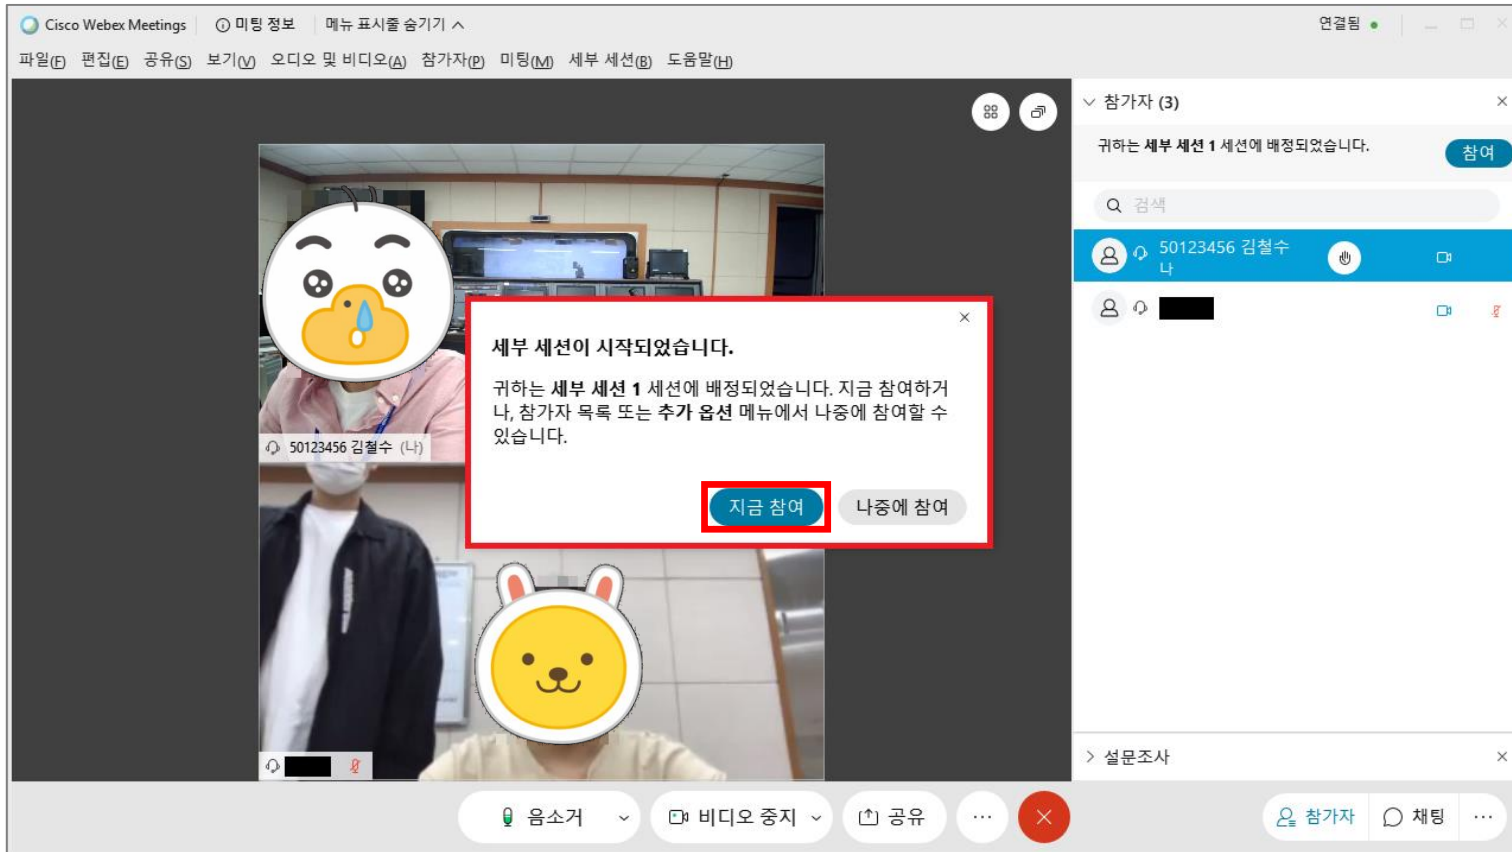 Cisco Webex Meetings
미팅 정보
메뉴 표시줄 숨기기
연결됨
파일(F) 편집(E) 공유(S) 보기(V) 오디오 및 비디오(A) 참가자(P) 미팅(M) 세부 세션(B) 도움말(H)
참가자 (3)
귀하는 세부 세션 1 세션에 배정되었습니다.
참여
검색
50123456 김철수
나
세부 세션이 시작되었습니다.
귀하는 세부 세션 1 세션에 배정되었습니다. 지금 참여하거
나, 참가자 목록 또는 추가 옵션 메뉴에서 나중에 참여할 수
있습니다.
지금 참여
나중에 참여
50123456 김철수 (나)
설문조사
음소거
비디오 중지
공유
참가자
채팅